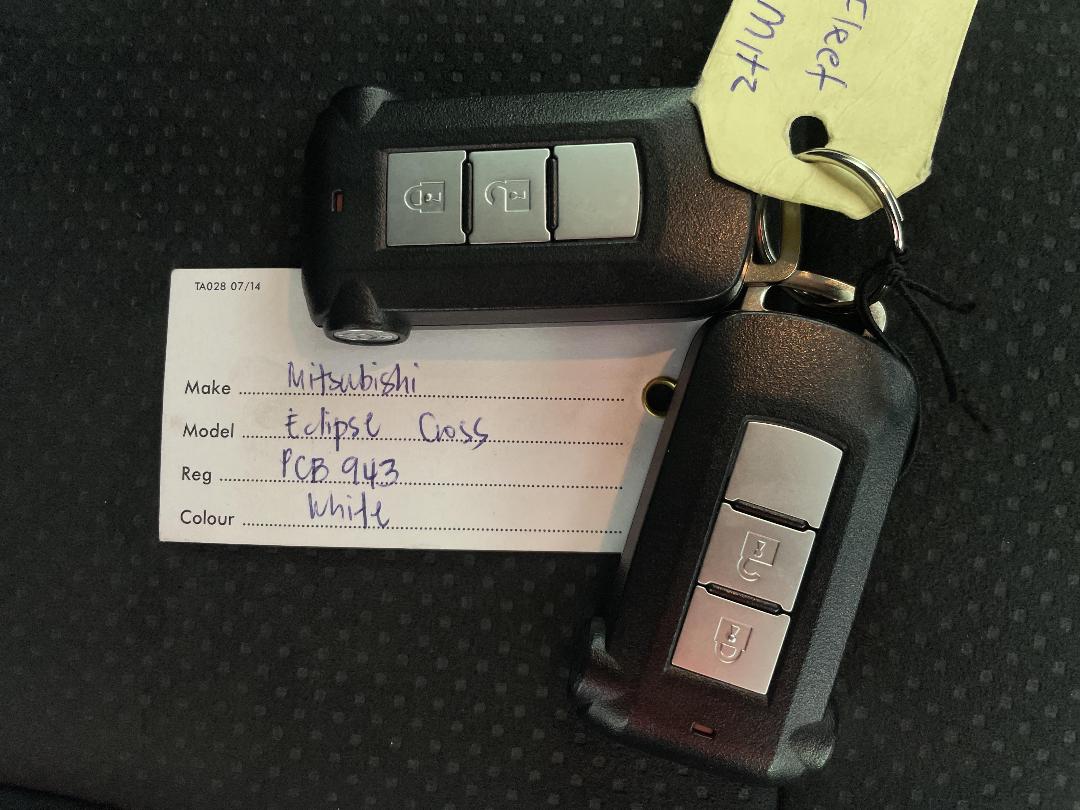 Fleet
Mitz
TA028 07/14
Make Mitsubishi
Model Eclipse Cross
Reg PCB 943
Colour White